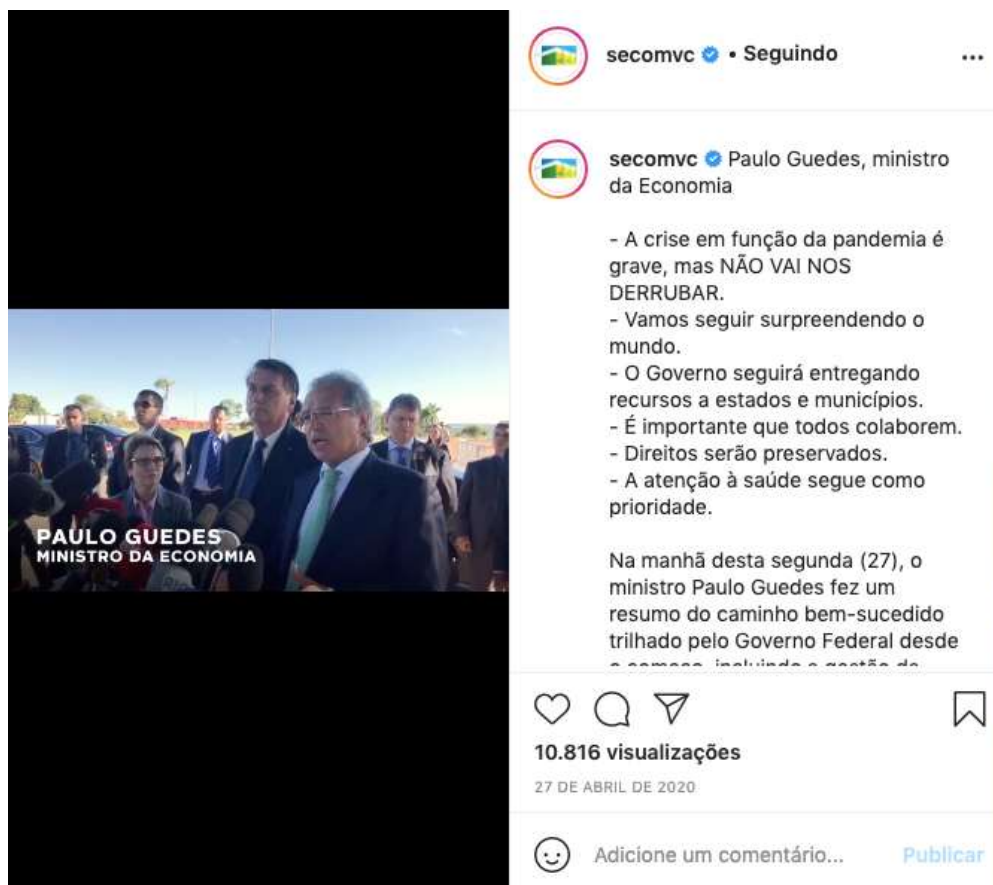 secomvc • Seguindo
secomvc Paulo Guedes, ministro
da Economia
- A crise em função da pandemia é
grave, mas NÃO VAI NOS
DERRUBAR.
- Vamos seguir surpreendendo o
mundo.
- O Governo seguirá entregando
recursos a estados e municípios.
- É importante que todos colaborem.
- Direitos serão preservados.
- A atenção à saúde segue como
prioridade.
Na manhã desta segunda (27), o
ministro Paulo Guedes fez um
resumo do caminho bem-sucedido
trilhado pelo Governo Federal desde
PAULO GUEDES
MINISTRO DA ECONOMIA
10.816 visualizações
27 DE ABRIL DE 2020
Adicione um comentário... Publicar